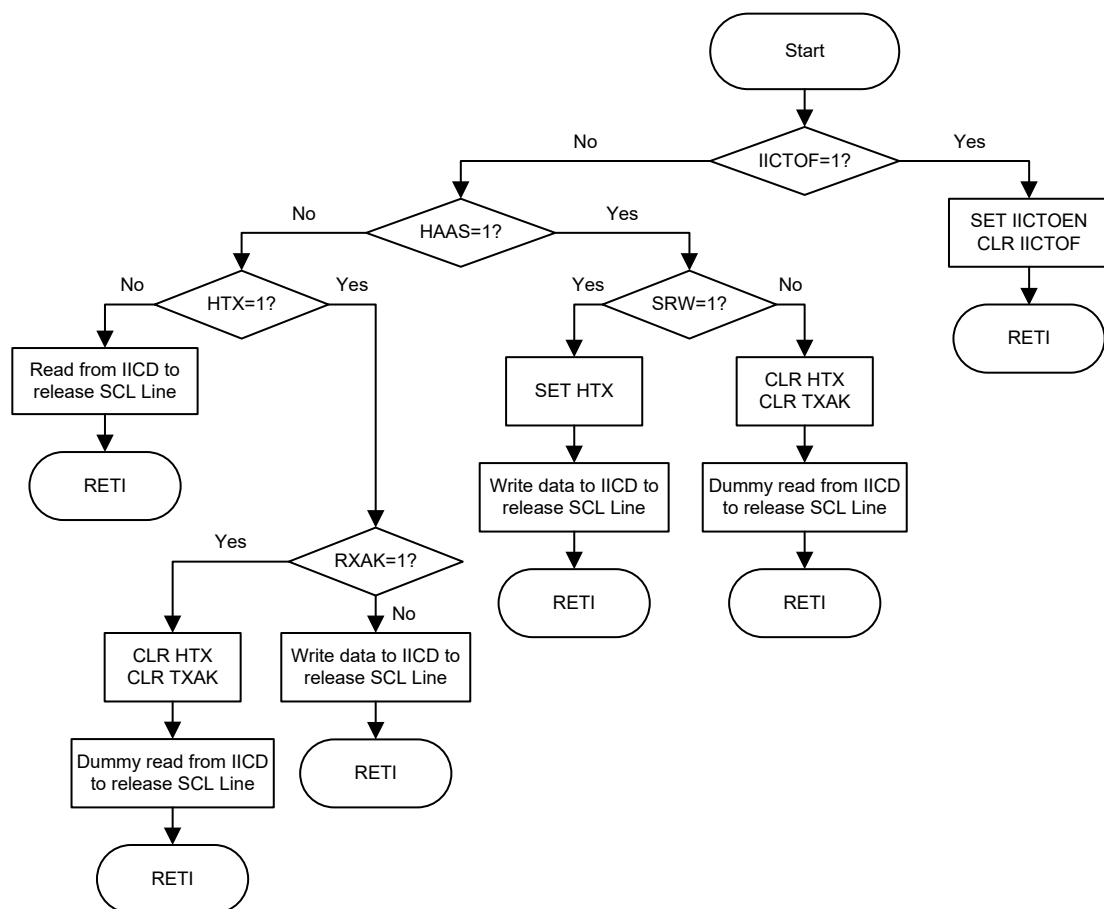 Start
No
IICTOF=1?
Yes
No
HAAS=1?
Yes
SET IICTOEN
CLR IICTOF
No
HTX=1?
Yes
Yes
SRW=1?
No
RETI
Read from IICD to
release SCL Line
SET HTX
CLR HTX
CLR TXAK
RETI
Write data to IICD to
release SCL Line
Dummy read from IICD
to release SCL Line
Yes
RXAK=1?
No
RETI
RETI
CLR HTX
CLR TXAK
Write data to IICD to
release SCL Line
Dummy read from IICD
to release SCL Line
RETI
RETI